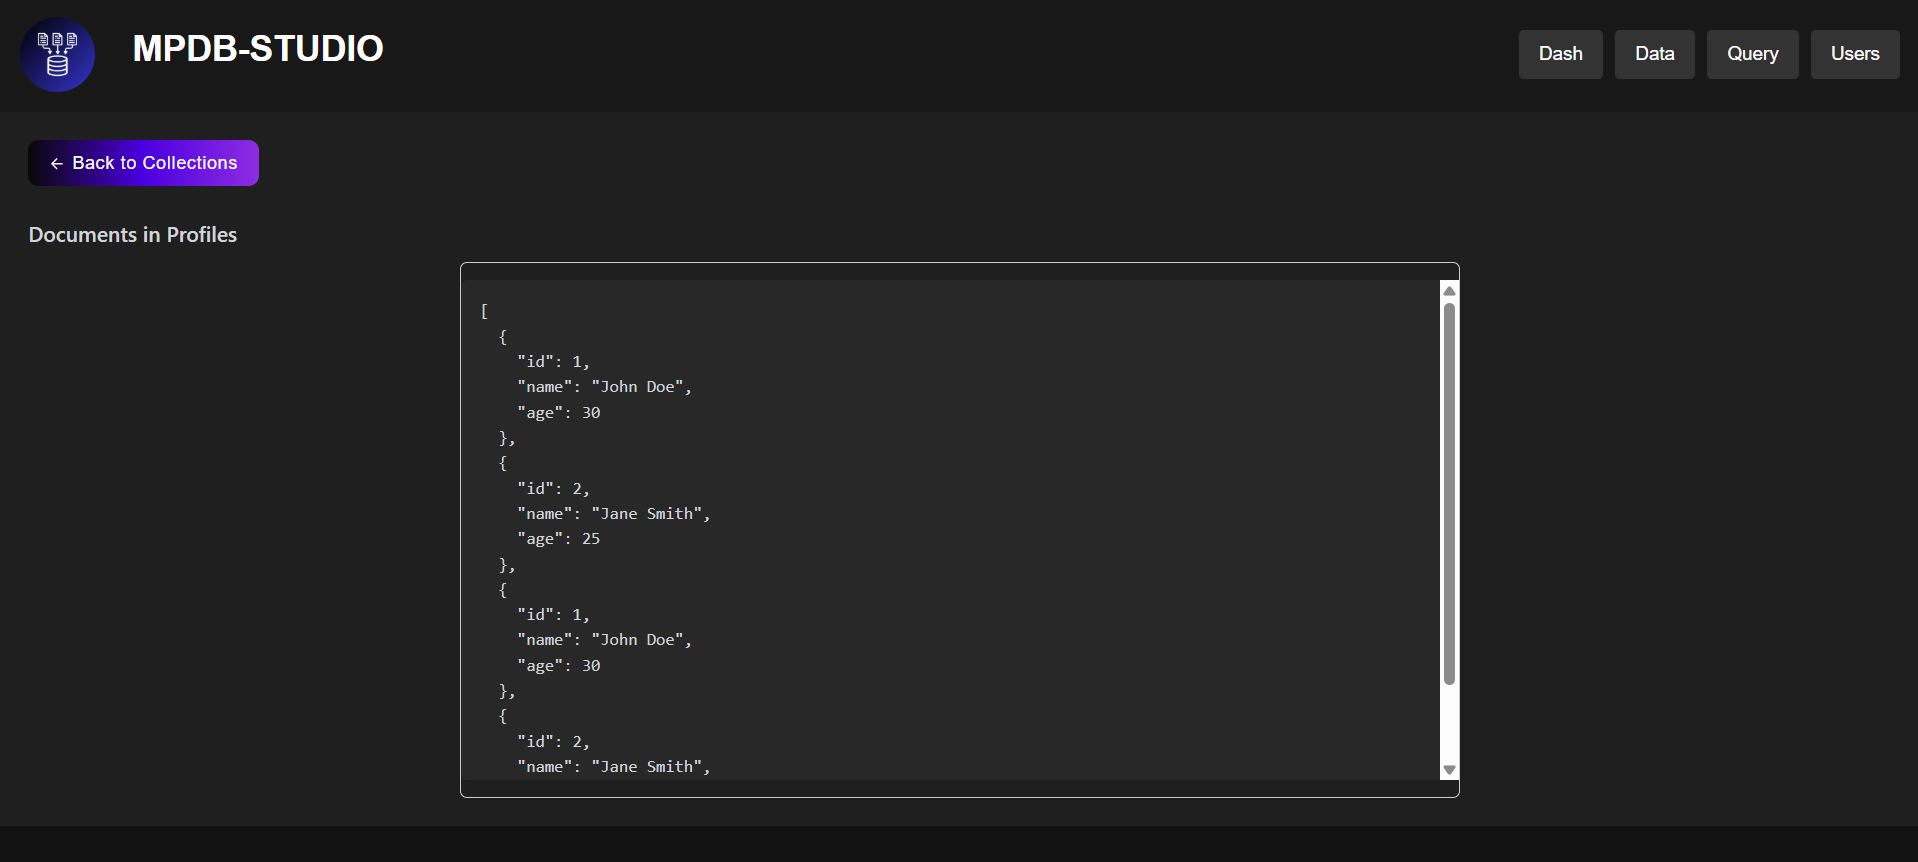 MPDB-STUDIO
Dash
Data
Query
Users
← Back to Collections
Documents in Profiles
[
  {
    "id": 1,
    "name": "John Doe",
    "age": 30
  },
  {
    "id": 2,
    "name": "Jane Smith",
    "age": 25
  },
  {
    "id": 1,
    "name": "John Doe",
    "age": 30
  },
  {
    "id": 2,
    "name": "Jane Smith",